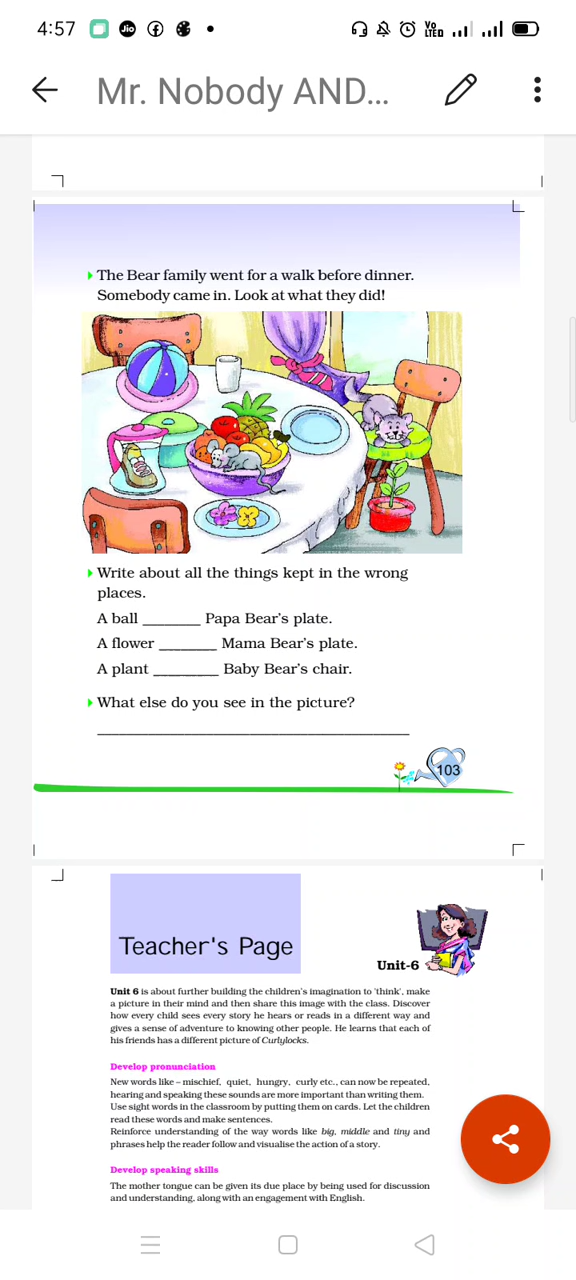 4:57
Jio
Vo
LTED
Mr. Nobody AND...
The Bear family went for a walk before dinner.
Somebody came in. Look at what they did!
Write about all the things kept in the wrong
places.
A ball _______ Papa Bear's plate.
A flower _______ Mama Bear's plate.
A plant ________ Baby Bear's chair.
What else do you see in the picture?
103
Teacher's Page
Unit-6
Unit 6 is about further building the children's imagination to 'think', make
a picture in their mind and then share this image with the class. Discover
how every child sees every story he hears or reads in a different way and
gives a sense of adventure to knowing other people. He learns that each of
his friends has a different picture of Curlylocks.
Develop pronunciation
New words like – mischief, quiet, hungry, curly etc., can now be repeated,
hearing and speaking these sounds are more important than writing them.
Use sight words in the classroom by putting them on cards. Let the children
read these words and make sentences.
Reinforce understanding of the way words like big, middle and tiny and
phrases help the reader follow and visualise the action of a story.
Develop speaking skills
The mother tongue can be given its due place by being used for discussion
and understanding, along with an engagement with English.